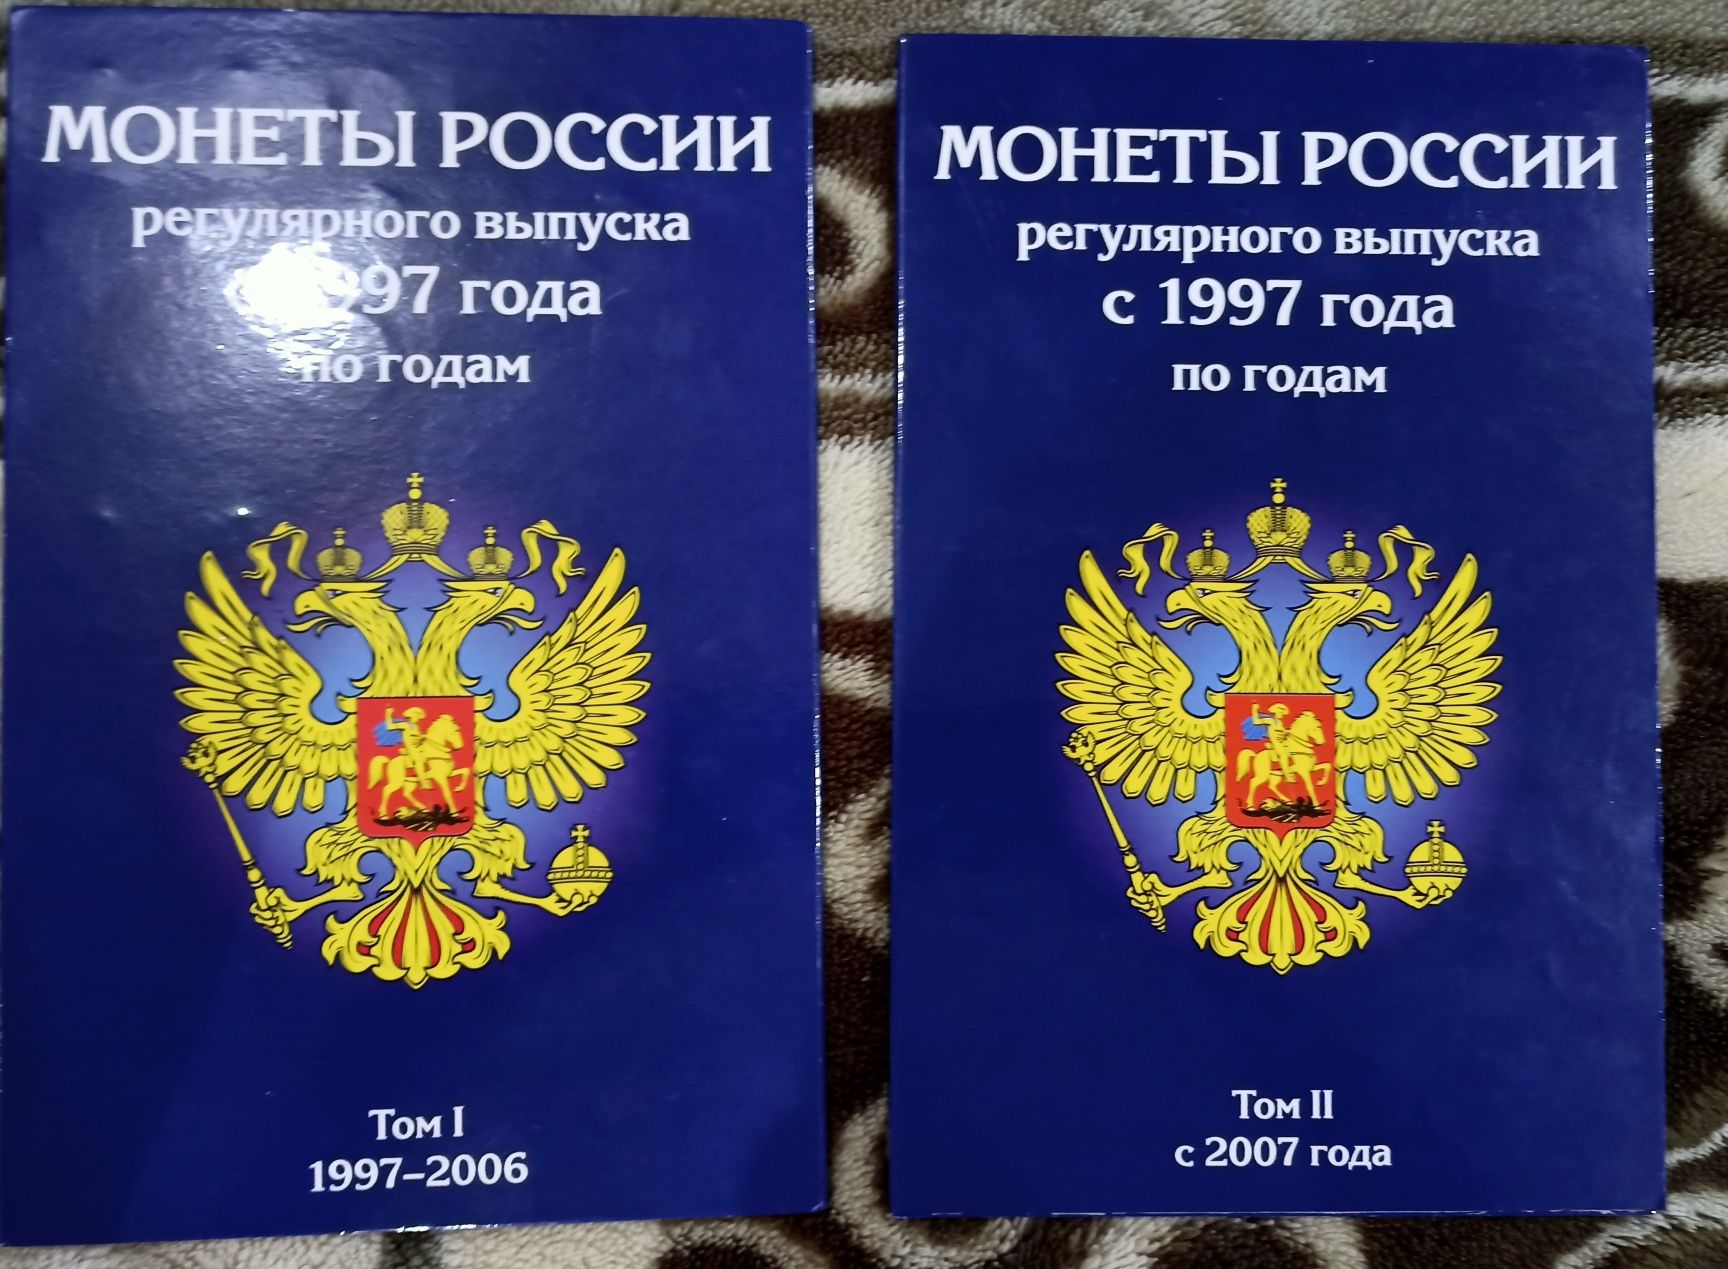 МОНЕТЫ РОССИИ
регулярного выпуска
997 года
по годам
Том I
1997–2006
МОНЕТЫ РОССИИ
регулярного выпуска
с 1997 года
по годам
Том II
с 2007 года